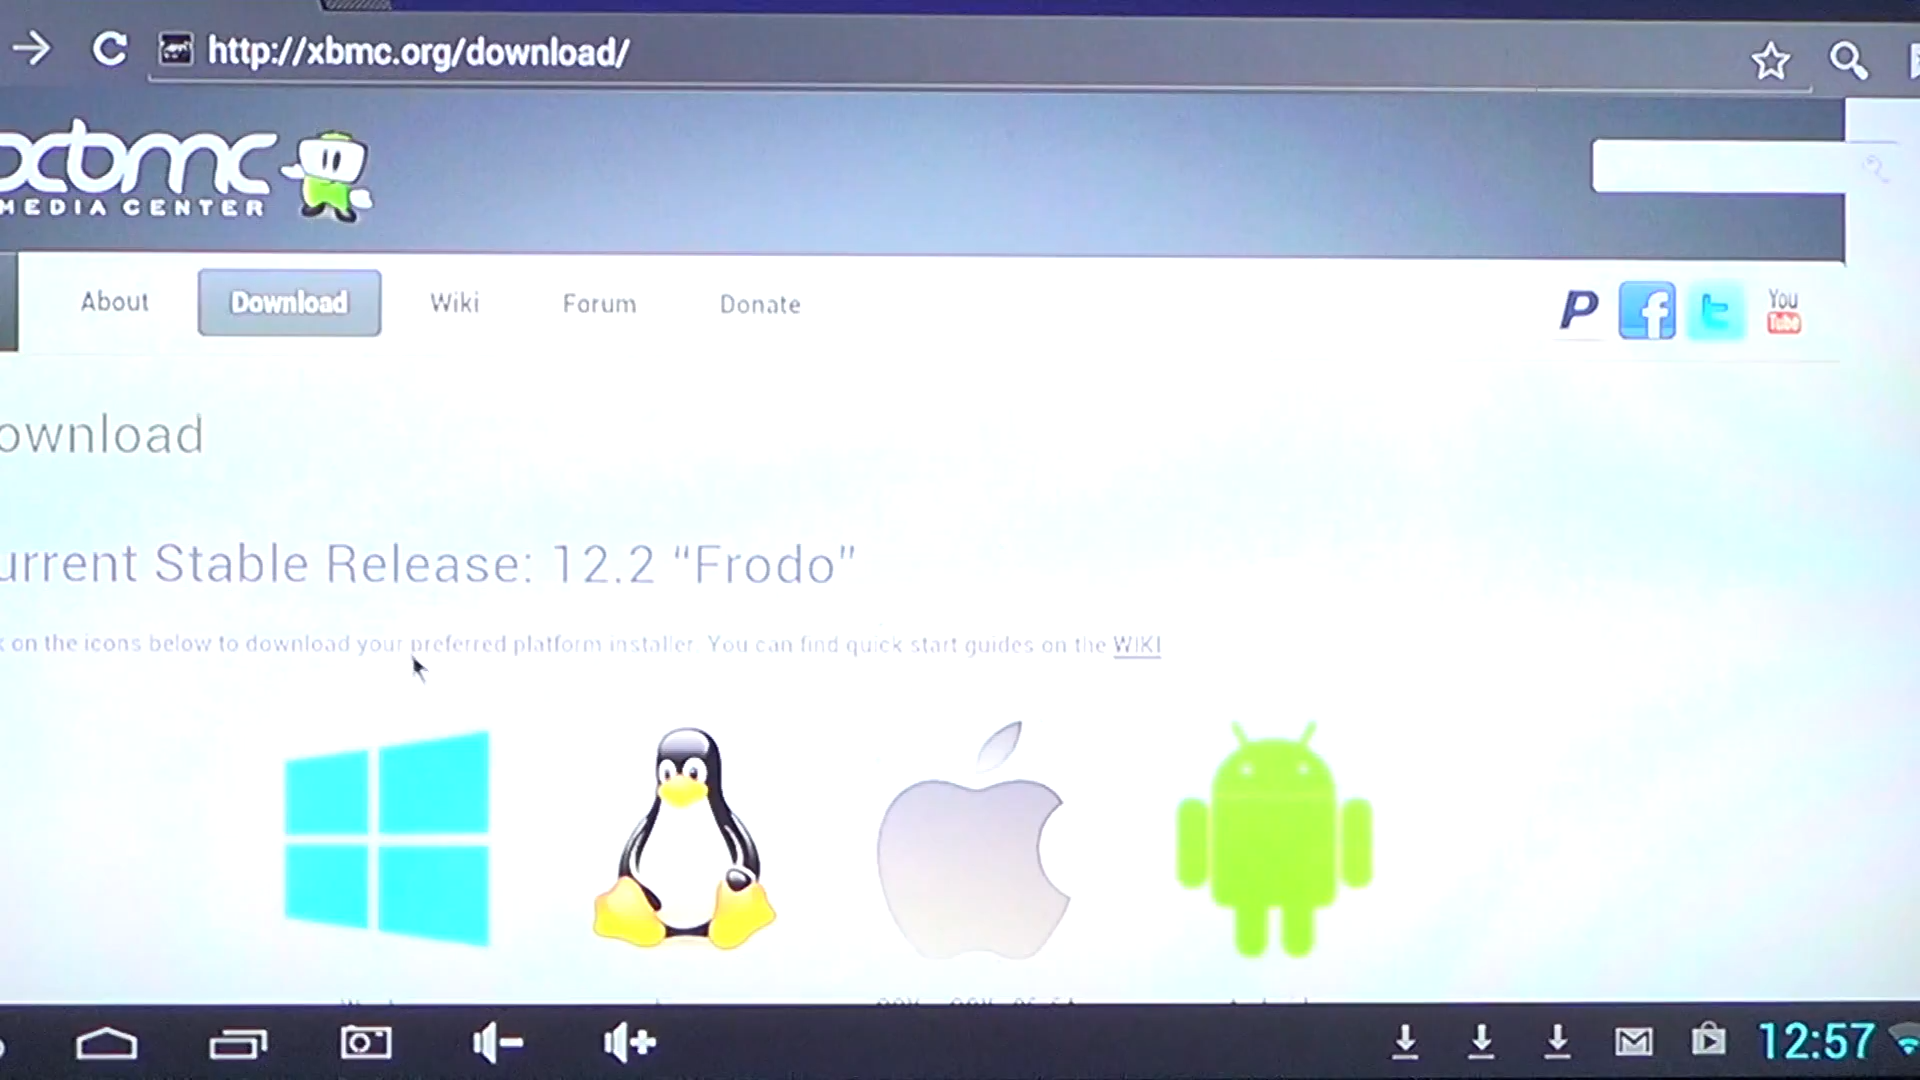 http://xbmc.org/download/
xbmc
MEDIA CENTER
About Download Wiki Forum Donate
P f t You Tube
ownload
urrent Stable Release: 12.2 "Frodo"
on the icons below to download your preferred platform installer. You can find quick start guides on the WIKI
12:57